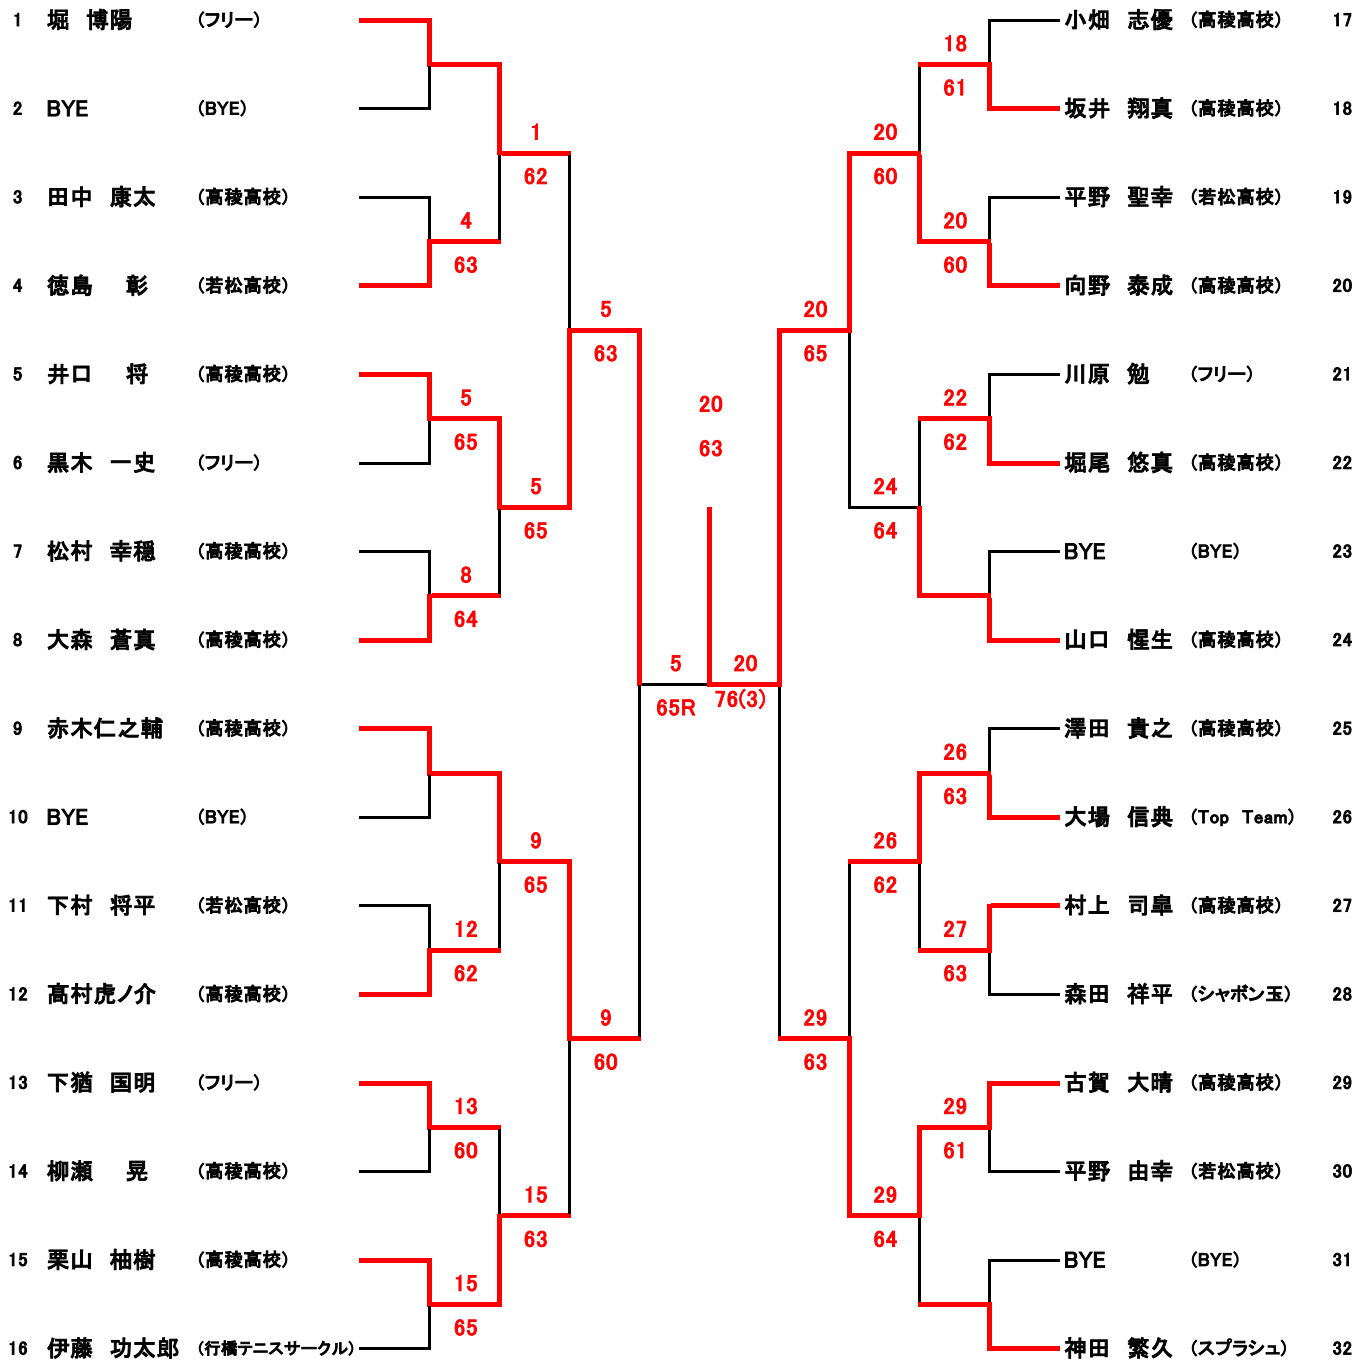 1 堀 博陽 (フリー) 小畑 志優 (高稜高校) 17
18
61
2 BYE (BYE) 坂井 翔真 (高稜高校) 18
1 20
62 60
3 田中 康太 (高稜高校) 平野 聖幸 (若松高校) 19
4 20
63 60
4 徳島 彰 (若松高校) 向野 泰成 (高稜高校) 20
5 20
63 65
5 井口 将 (高稜高校) 川原 勉 (フリー) 21
5 20 22
65 63 62
6 黒木 一史 (フリー) 堀尾 悠真 (高稜高校) 22
5 24
65 64
7 松村 幸穏 (高稜高校) BYE (BYE) 23
8
64
8 大森 蒼真 (高稜高校) 山口 惺生 (高稜高校) 24
5 20
65R 76(3)
9 赤木仁之輔 (高稜高校) 澤田 貴之 (高稜高校) 25
26
63
10 BYE (BYE) 大場 信典 (Top Team) 26
9 26
65 62
11 下村 将平 (若松高校) 村上 司皐 (高稜高校) 27
12 27
62 63
12 髙村虎ノ介 (高稜高校) 森田 祥平 (シャボン玉) 28
9 29
60 63
13 下猶 国明 (フリー) 古賀 大晴 (高稜高校) 29
13 29
60 61
14 柳瀬 晃 (高稜高校) 平野 由幸 (若松高校) 30
15 29
63 64
15 栗山 柚樹 (高稜高校) BYE (BYE) 31
15
65
16 伊藤 功太郎 (行橋テニスサークル) 神田 繁久 (スプラシュ) 32